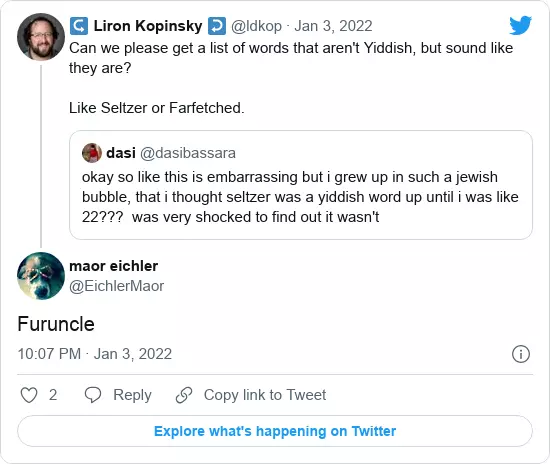 Liron Kopinsky @ldkop · Jan 3, 2022
Can we please get a list of words that aren't Yiddish, but sound like
they are?
Like Seltzer or Farfetched.
dasi @dasibassara
okay so like this is embarrassing but i grew up in such a jewish
bubble, that i thought seltzer was a yiddish word up until i was like
22??? was very shocked to find out it wasn't
maor eichler
@EichlerMaor
Furuncle
10:07 PM · Jan 3, 2022
2 Reply Copy link to Tweet
Explore what's happening on Twitter